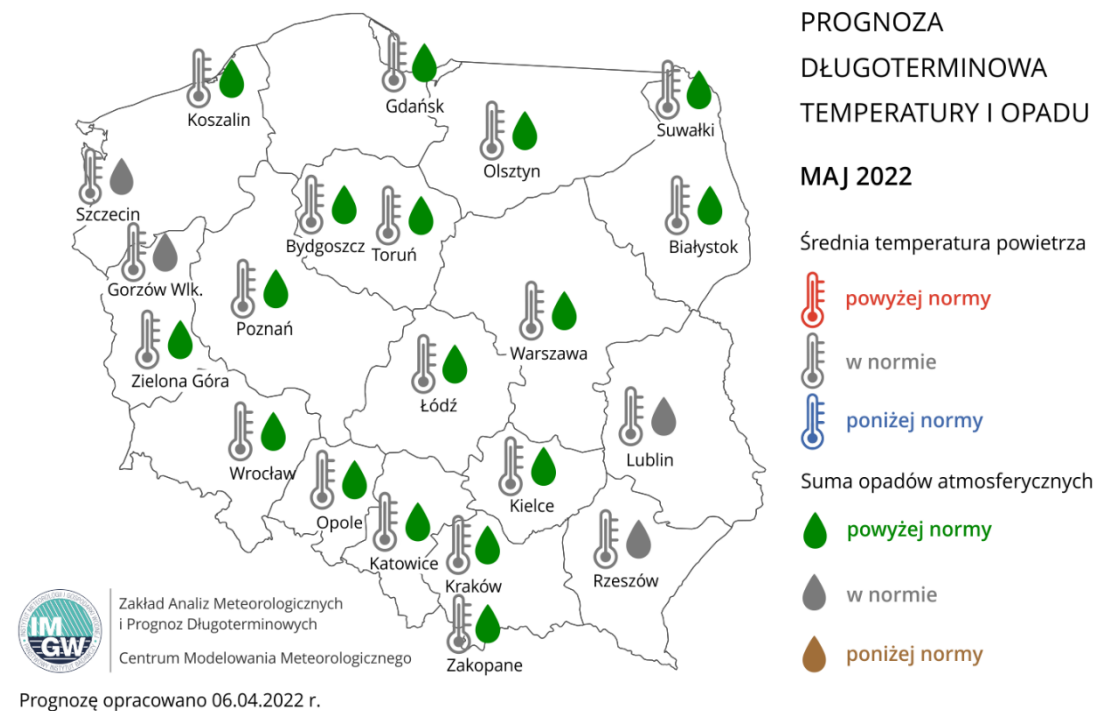 PROGNOZA
DŁUGOTERMINOWA
TEMPERATURY I OPADU
MAJ 2022
Średnia temperatura powietrza
powyżej normy
w normie
poniżej normy
Suma opadów atmosferycznych
powyżej normy
w normie
poniżej normy
Koszalin
Gdańsk
Suwałki
Olsztyn
Szczecin
Bydgoszcz
Toruń
Białystok
Gorzów Wlk.
Poznań
Warszawa
Zielona Góra
Łódź
Wrocław
Lublin
Opole
Kielce
Katowice
Kraków
Rzeszów
Zakopane
IM
GW
Zakład Analiz Meteorologicznych
i Prognoz Długoterminowych
Centrum Modelowania Meteorologicznego
Prognozę opracowano 06.04.2022 r.